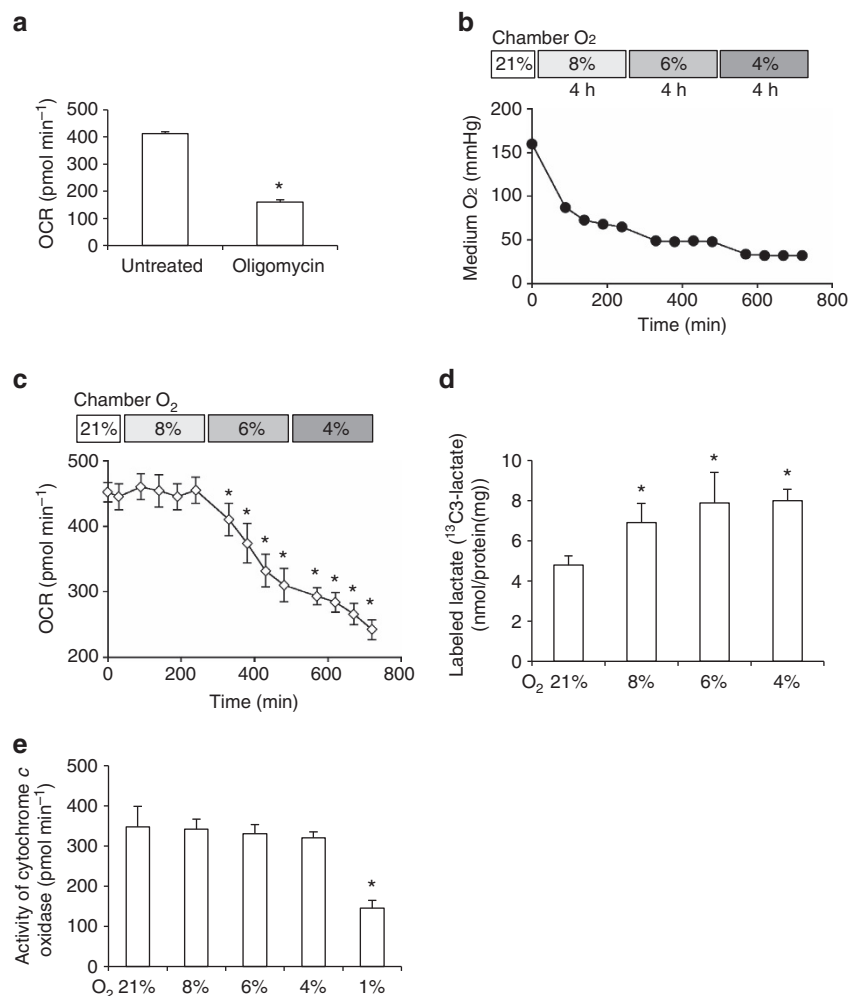 a
OCR (pmol min⁻¹)
500
400
300
200
100
0
*
Untreated
Oligomycin
b
Chamber O₂
21%
8%
6%
4%
4 h
4 h
4 h
Medium O₂ (mmHg)
200
150
100
50
0
0
200
400
600
800
Time (min)
c
Chamber O₂
21%
8%
6%
4%
OCR (pmol min⁻¹)
500
400
300
200
* * * * * * * *
0
200
400
600
800
Time (min)
d
Labeled lactate (¹³C3-lactate)
(nmol/protein(mg))
10
8
6
4
2
0
* * *
O₂ 21%
8%
6%
4%
e
Activity of cytochrome c
oxidase (pmol min⁻¹)
500
400
300
200
100
0
*
O₂ 21%
8%
6%
4%
1%